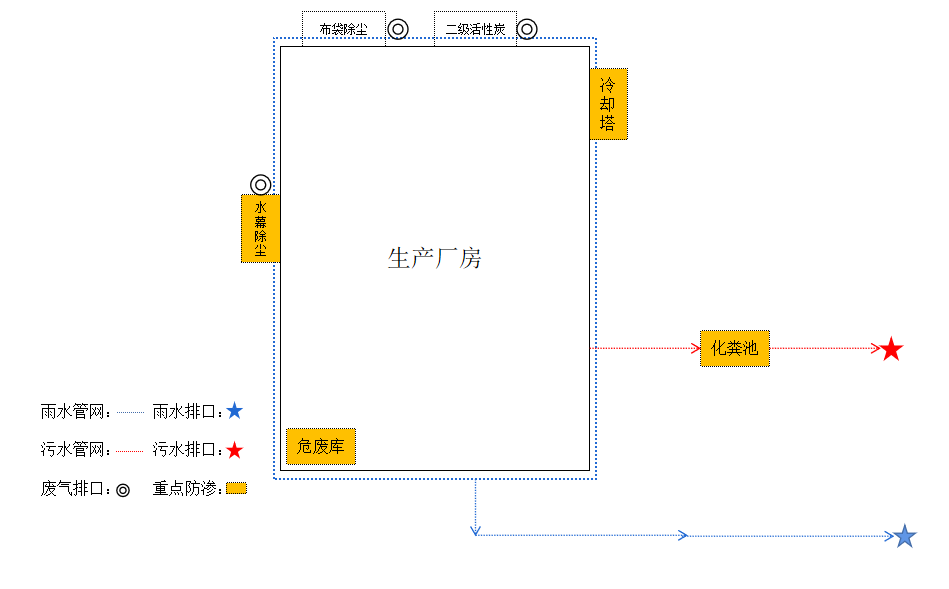 布袋除尘
二级活性炭
冷却塔
水幕除尘
生产厂房
化粪池
雨水管网： 雨水排口：
污水管网： 污水排口：
废气排口： 重点防渗：
危废库